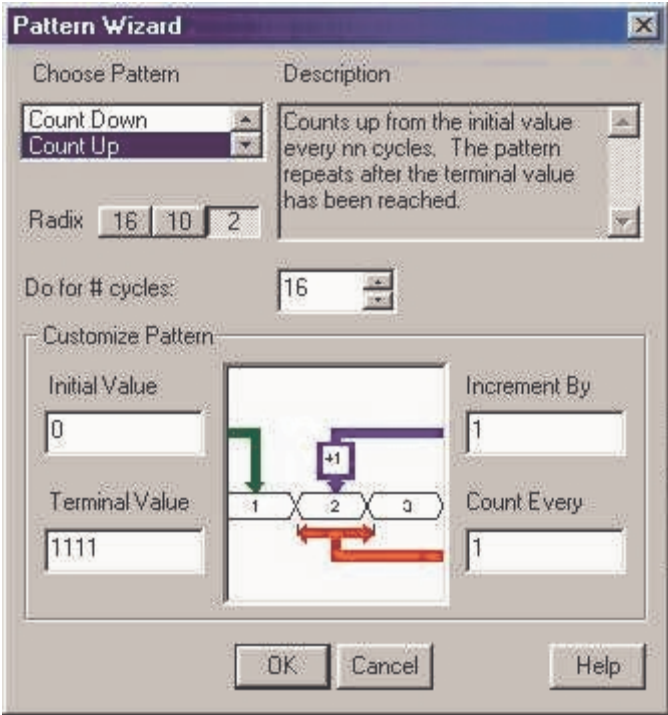 Pattern Wizard
Choose Pattern
Description
Count Down
Count Up
Counts up from the initial value
every nn cycles. The pattern
repeats after the terminal value
has been reached.
Radix 16 10 2
Do for # cycles: 16
Customize Pattern
Initial Value
0
Terminal Value
1111
+1
1 2 3
Increment By
1
Count Every
1
OK Cancel Help